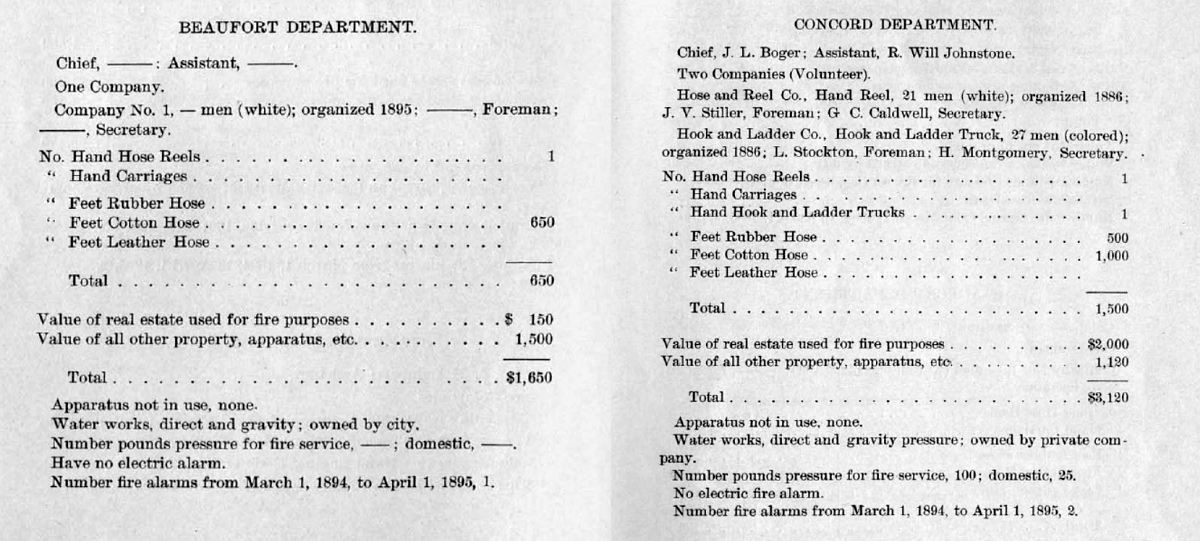 BEAUFORT DEPARTMENT.
Chief, ——— ; Assistant, ———.
One Company.
Company No. 1, — men (white); organized 1895; ———, Foreman;
———, Secretary.
No. Hand Hose Reels . . . . . . . . . . . . . . . . . . . . 1
“ Hand Carriages . . . . . . . . . . . . . . . . . . . .
“ Feet Rubber Hose . . . . . . . . . . . . . . . . . . . .
“ Feet Cotton Hose . . . . . . . . . . . . . . . . . . . . 650
“ Feet Leather Hose . . . . . . . . . . . . . . . . . . . .
Total . . . . . . . . . . . . . . . . . . . . 650
Value of real estate used for fire purposes . . . . . . . . . . $ 150
Value of all other property, apparatus, etc. . . . . . . . . . 1,500
Total . . . . . . . . . . . . . . . . . . . . $1,650
Apparatus not in use, none.
Water works, direct and gravity; owned by city.
Number pounds pressure for fire service, —— ; domestic, ——.
Have no electric alarm.
Number fire alarms from March 1, 1894, to April 1, 1895, 1.
CONCORD DEPARTMENT.
Chief, J. L. Boger; Assistant, R. Will Johnstone.
Two Companies (Volunteer).
Hose and Reel Co., Hand Reel, 21 men (white); organized 1886;
J. V. Stiller, Foreman; G C. Caldwell, Secretary.
Hook and Ladder Co., Hook and Ladder Truck, 27 men (colored);
organized 1886; L. Stockton, Foreman; H. Montgomery, Secretary.
No. Hand Hose Reels . . . . . . . . . . . . . . . . . . . . 1
“ Hand Carriages . . . . . . . . . . . . . . . . . . . .
“ Hand Hook and Ladder Trucks . . . . . . . . . . . . . 1
“ Feet Rubber Hose . . . . . . . . . . . . . . . . . . . . 500
“ Feet Cotton Hose . . . . . . . . . . . . . . . . . . . . 1,000
“ Feet Leather Hose . . . . . . . . . . . . . . . . . . . .
Total . . . . . . . . . . . . . . . . . . . . 1,500
Value of real estate used for fire purposes . . . . . . . . . . $2,000
Value of all other property, apparatus, etc. . . . . . . . . . 1,120
Total . . . . . . . . . . . . . . . . . . . . $3,120
Apparatus not in use, none.
Water works, direct and gravity pressure; owned by private com-
pany.
Number pounds pressure for fire service, 100; domestic, 25.
No electric fire alarm.
Number fire alarms from March 1, 1894, to April 1, 1895, 2.